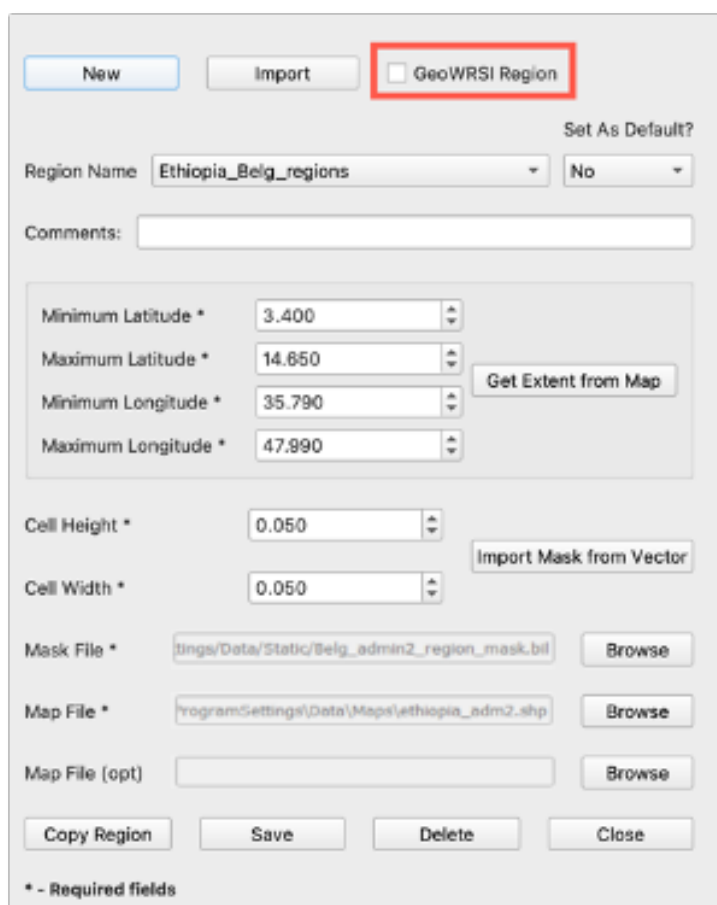 New Import GeoWRSI Region
Set As Default?
Region Name Ethiopia_Belg_regions No
Comments:
Minimum Latitude * 3.400
Maximum Latitude * 14.650
Get Extent from Map
Minimum Longitude * 35.790
Maximum Longitude * 47.990
Cell Height * 0.050
Import Mask from Vector
Cell Width * 0.050
Mask File * tings/Data/Static/Belg_admin2_region_mask.bil Browse
Map File * ProgramSettings\Data\Maps\ethiopia_adm2.shp Browse
Map File (opt) Browse
Copy Region Save Delete Close
* - Required fields